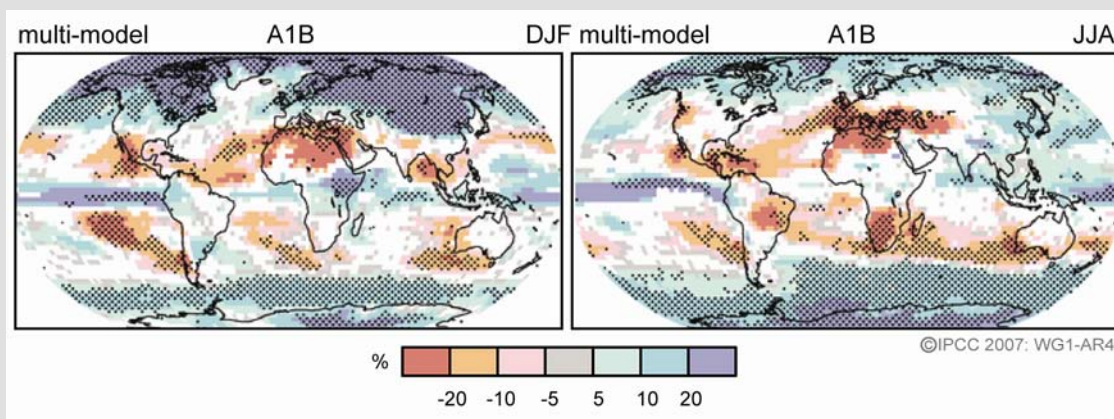 multi-model A1B DJF multi-model A1B JJA
©IPCC 2007: WG1-AR4
%
-20 -10 -5 5 10 20